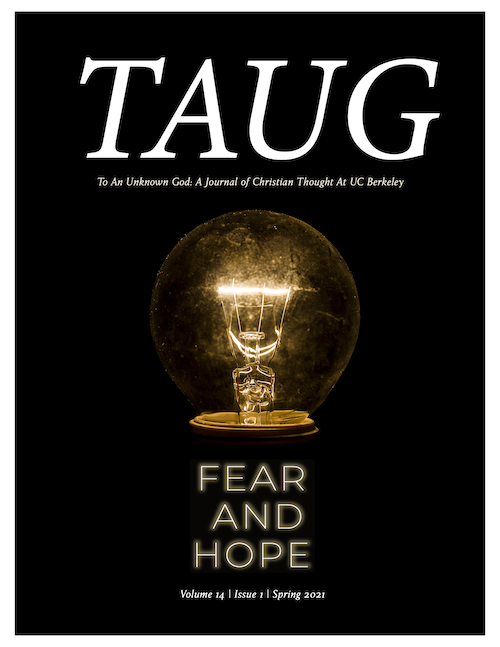 TAUG
To An Unknown God: A Journal of Christian Thought At UC Berkeley
FEAR
AND
HOPE
Volume 14 | Issue 1 | Spring 2021